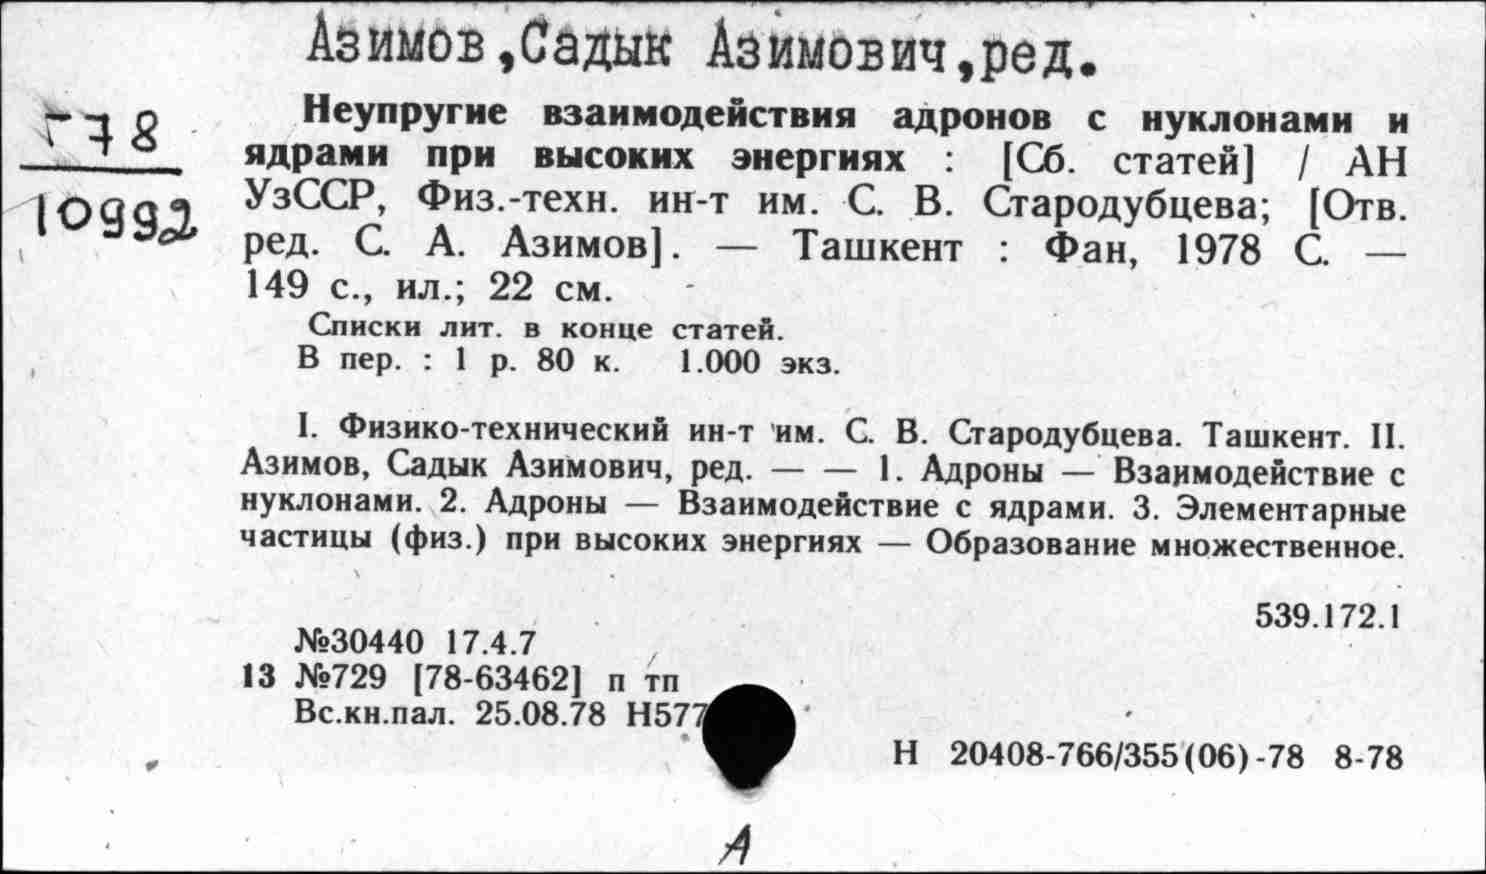 Азимов,Садык Азимович,ред.
Г78
10992
Неупругие взаимодействия адронов с нуклонами и
ядрами при высоких энергиях : [Сб. статей] / АН
УзССР, Физ.-техн. ин-т им. С. В. Стародубцева; [Отв.
ред. С. А. Азимов]. — Ташкент : Фан, 1978 С. —
149 с., ил.; 22 см.
Списки лит. в конце статей.
В пер. : 1 р. 80 к. 1.000 экз.
I. Физико-технический ин-т им. С. В. Стародубцева. Ташкент. II.
Азимов, Садык Азимович, ред. — — 1. Адроны — Взаимодействие с
нуклонами. 2. Адроны — Взаимодействие с ядрами. 3. Элементарные
частицы (физ.) при высоких энергиях — Образование множественное.
539.172.1
№30440 17.4.7
13 №729 [78-63462] п тп
Вс.кн.пал. 25.08.78 Н577
Н 20408-766/355(06)-78 8-78
А